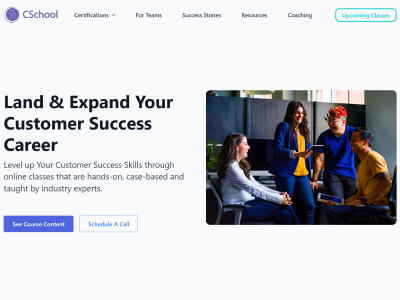 CSchool
Certifications
For Teams
Success Stories
Resources
Coaching
Upcoming Classes
Land & Expand Your
Customer Success
Career
Level up Your Customer Success Skills through
online classes that are hands-on, case-based and
taught by industry experts.
See Course Content
Schedule A Call